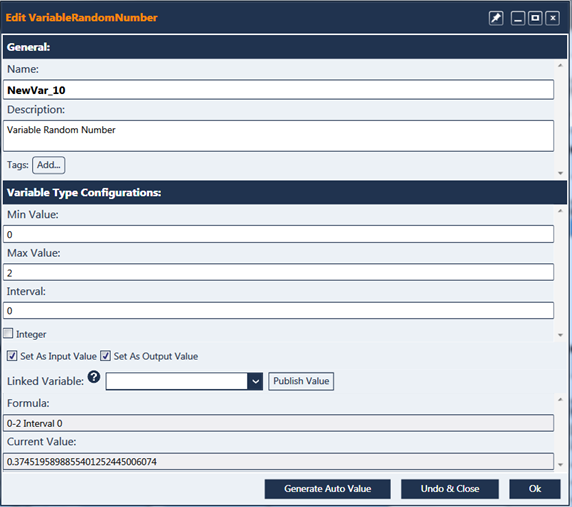 Edit VariableRandomNumber
General:
Name:
NewVar_10
Description:
Variable Random Number
Tags: Add...
Variable Type Configurations:
Min Value:
0
Max Value:
2
Interval:
0
Integer
Set As Input Value Set As Output Value
Linked Variable: ? Publish Value
Formula:
0-2 Interval 0
Current Value:
0.3745195898855401252445006074
Generate Auto Value Undo & Close Ok